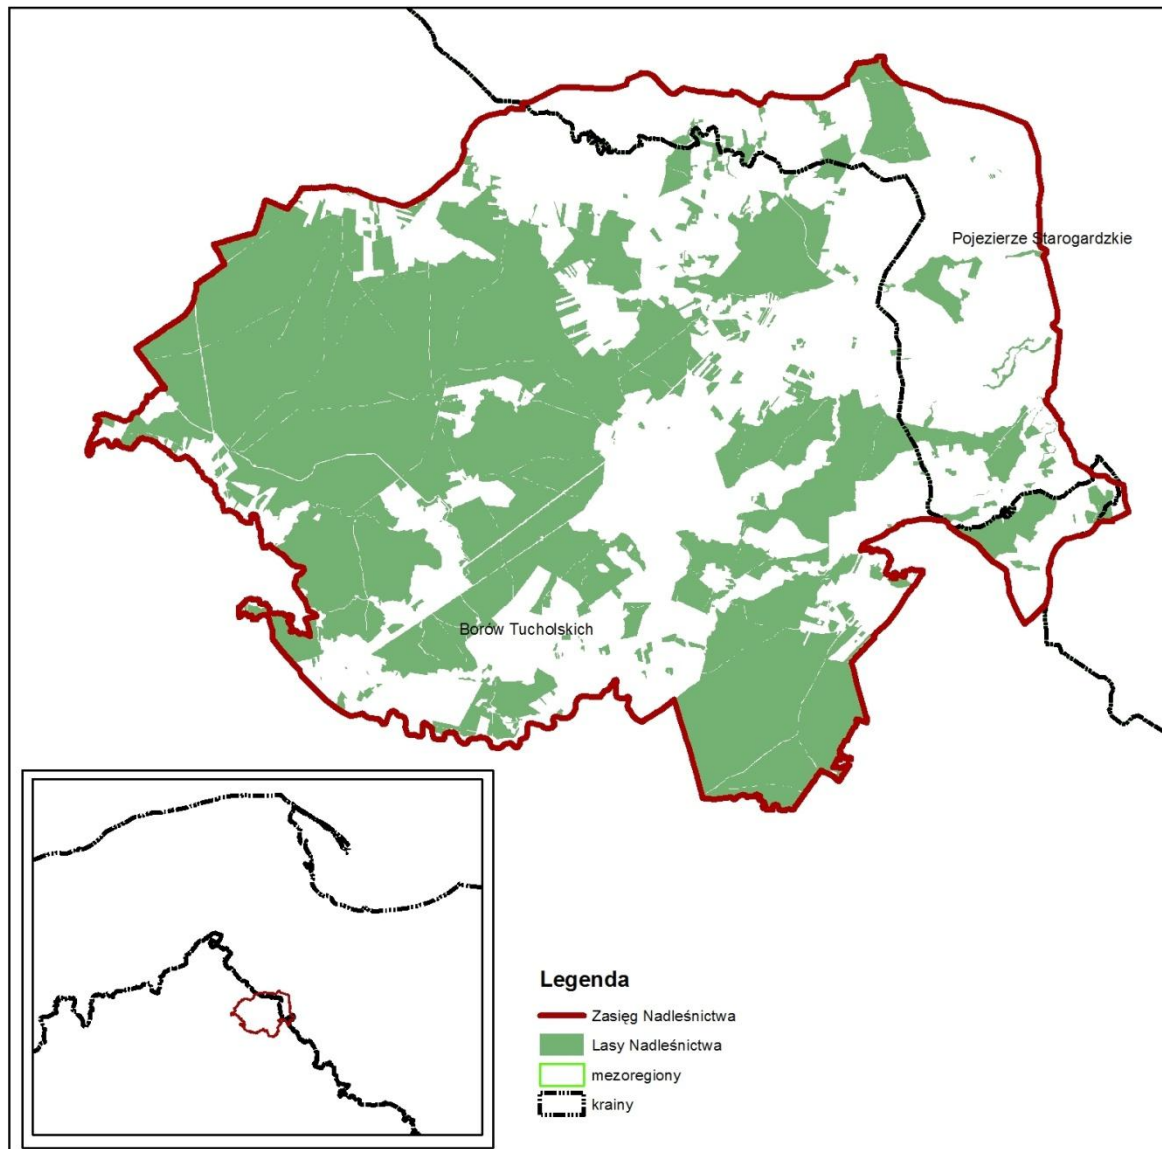 Pojezierze Starogardzkie
Borów Tucholskich
Legenda
Zasięg Nadleśnictwa
Lasy Nadleśnictwa
mezoregiony
krainy